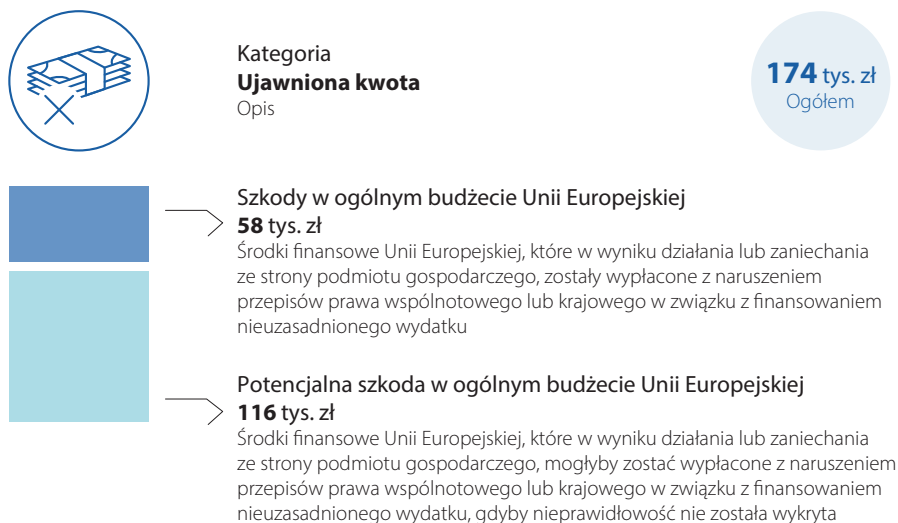 Kategoria
Ujawniona kwota
Opis
174 tys. zł
Ogółem
Szkody w ogólnym budżecie Unii Europejskiej
58 tys. zł
Środki finansowe Unii Europejskiej, które w wyniku działania lub zaniechania
ze strony podmiotu gospodarczego, zostały wypłacone z naruszeniem
przepisów prawa wspólnotowego lub krajowego w związku z finansowaniem
nieuzasadnionego wydatku
Potencjalna szkoda w ogólnym budżecie Unii Europejskiej
116 tys. zł
Środki finansowe Unii Europejskiej, które w wyniku działania lub zaniechania
ze strony podmiotu gospodarczego, mogłyby zostać wypłacone z naruszeniem
przepisów prawa wspólnotowego lub krajowego w związku z finansowaniem
nieuzasadnionego wydatku, gdyby nieprawidłowość nie została wykryta